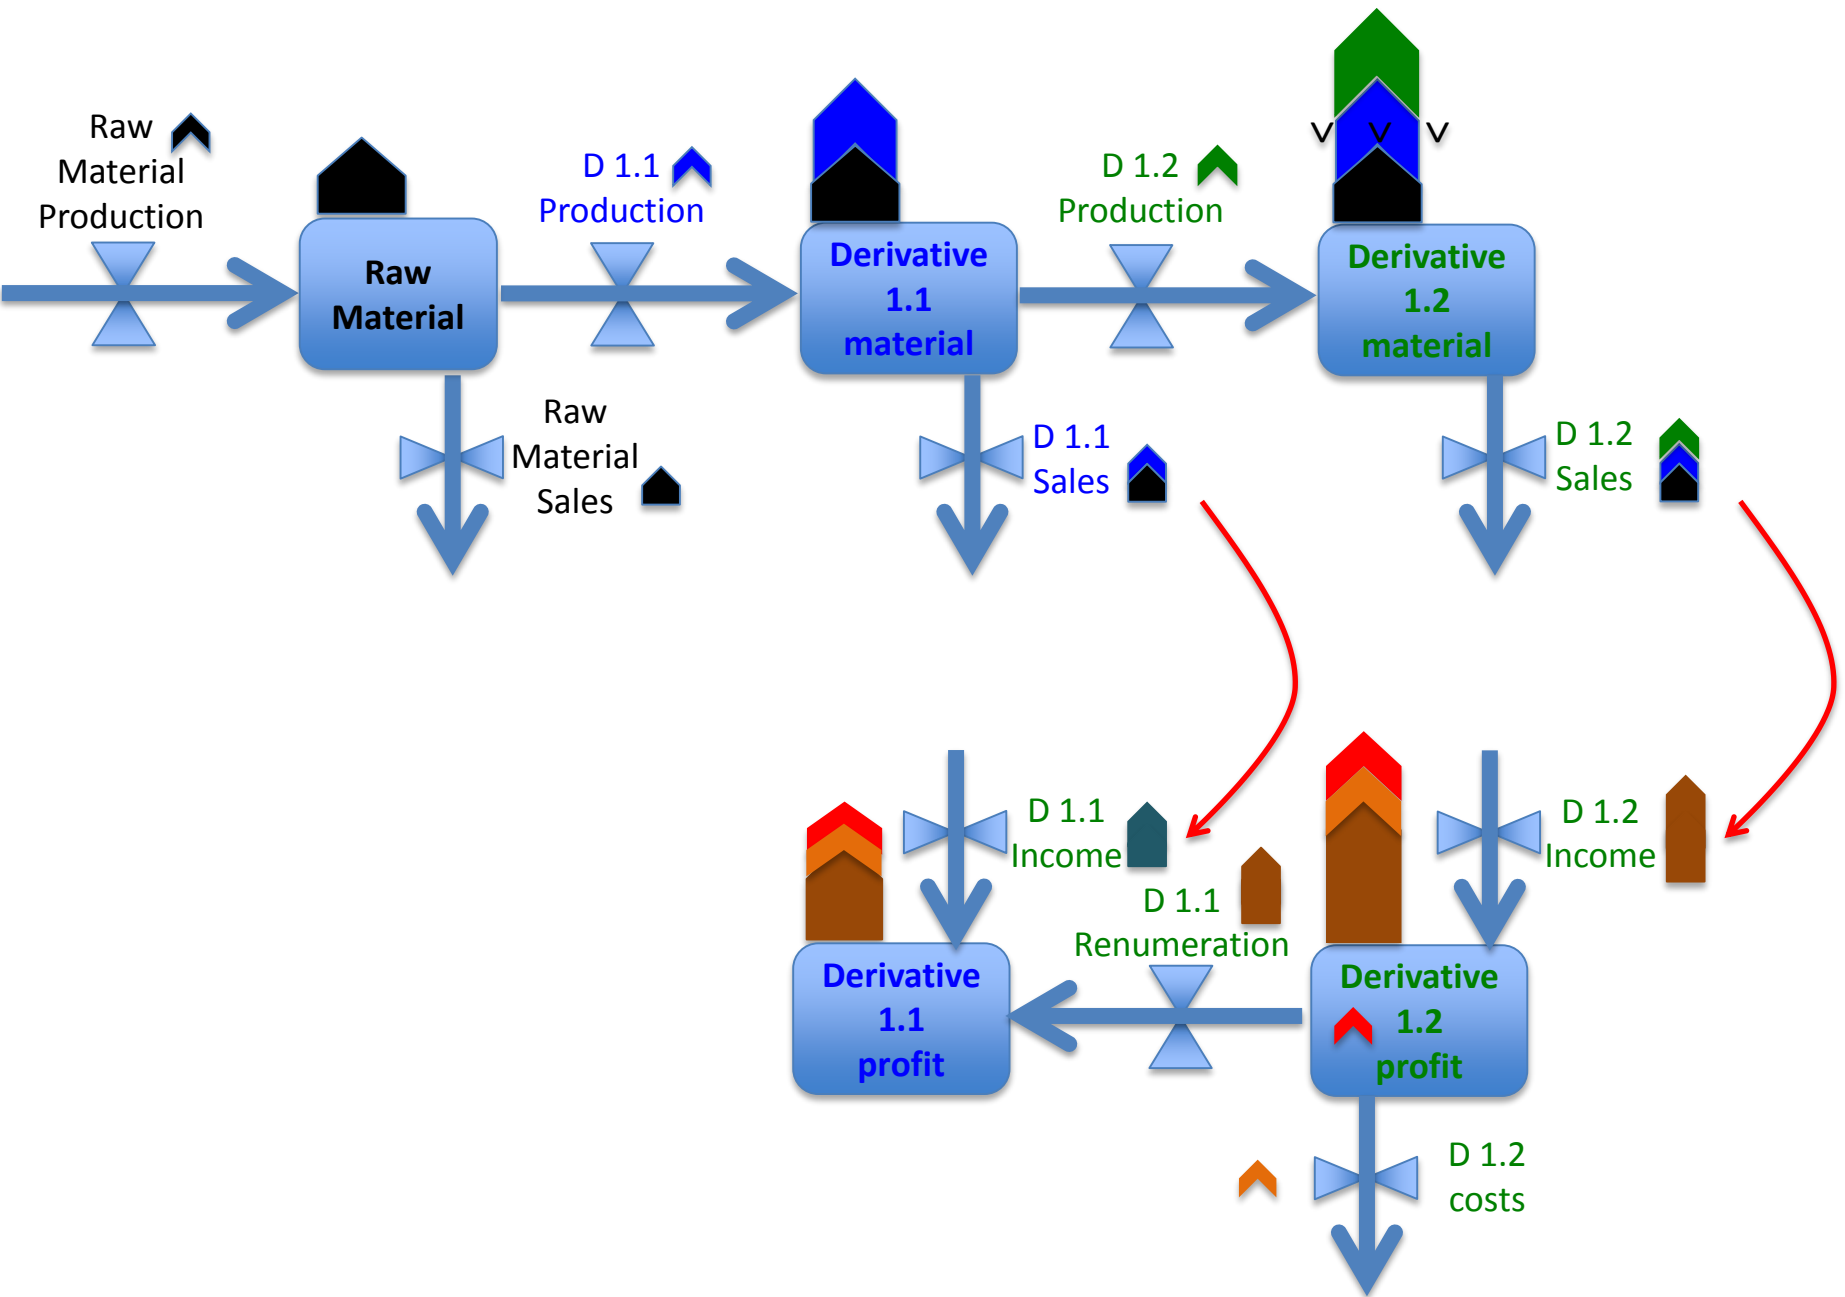 Raw
Material
Production
D 1.1
Production
D 1.2
Production
V V V
Raw
Material
Derivative
1.1
material
Derivative
1.2
material
Raw
Material
Sales
D 1.1
Sales
D 1.2
Sales
D 1.1
Income
D 1.2
Income
D 1.1
Renumeration
Derivative
1.1
profit
Derivative
1.2
profit
D 1.2
costs